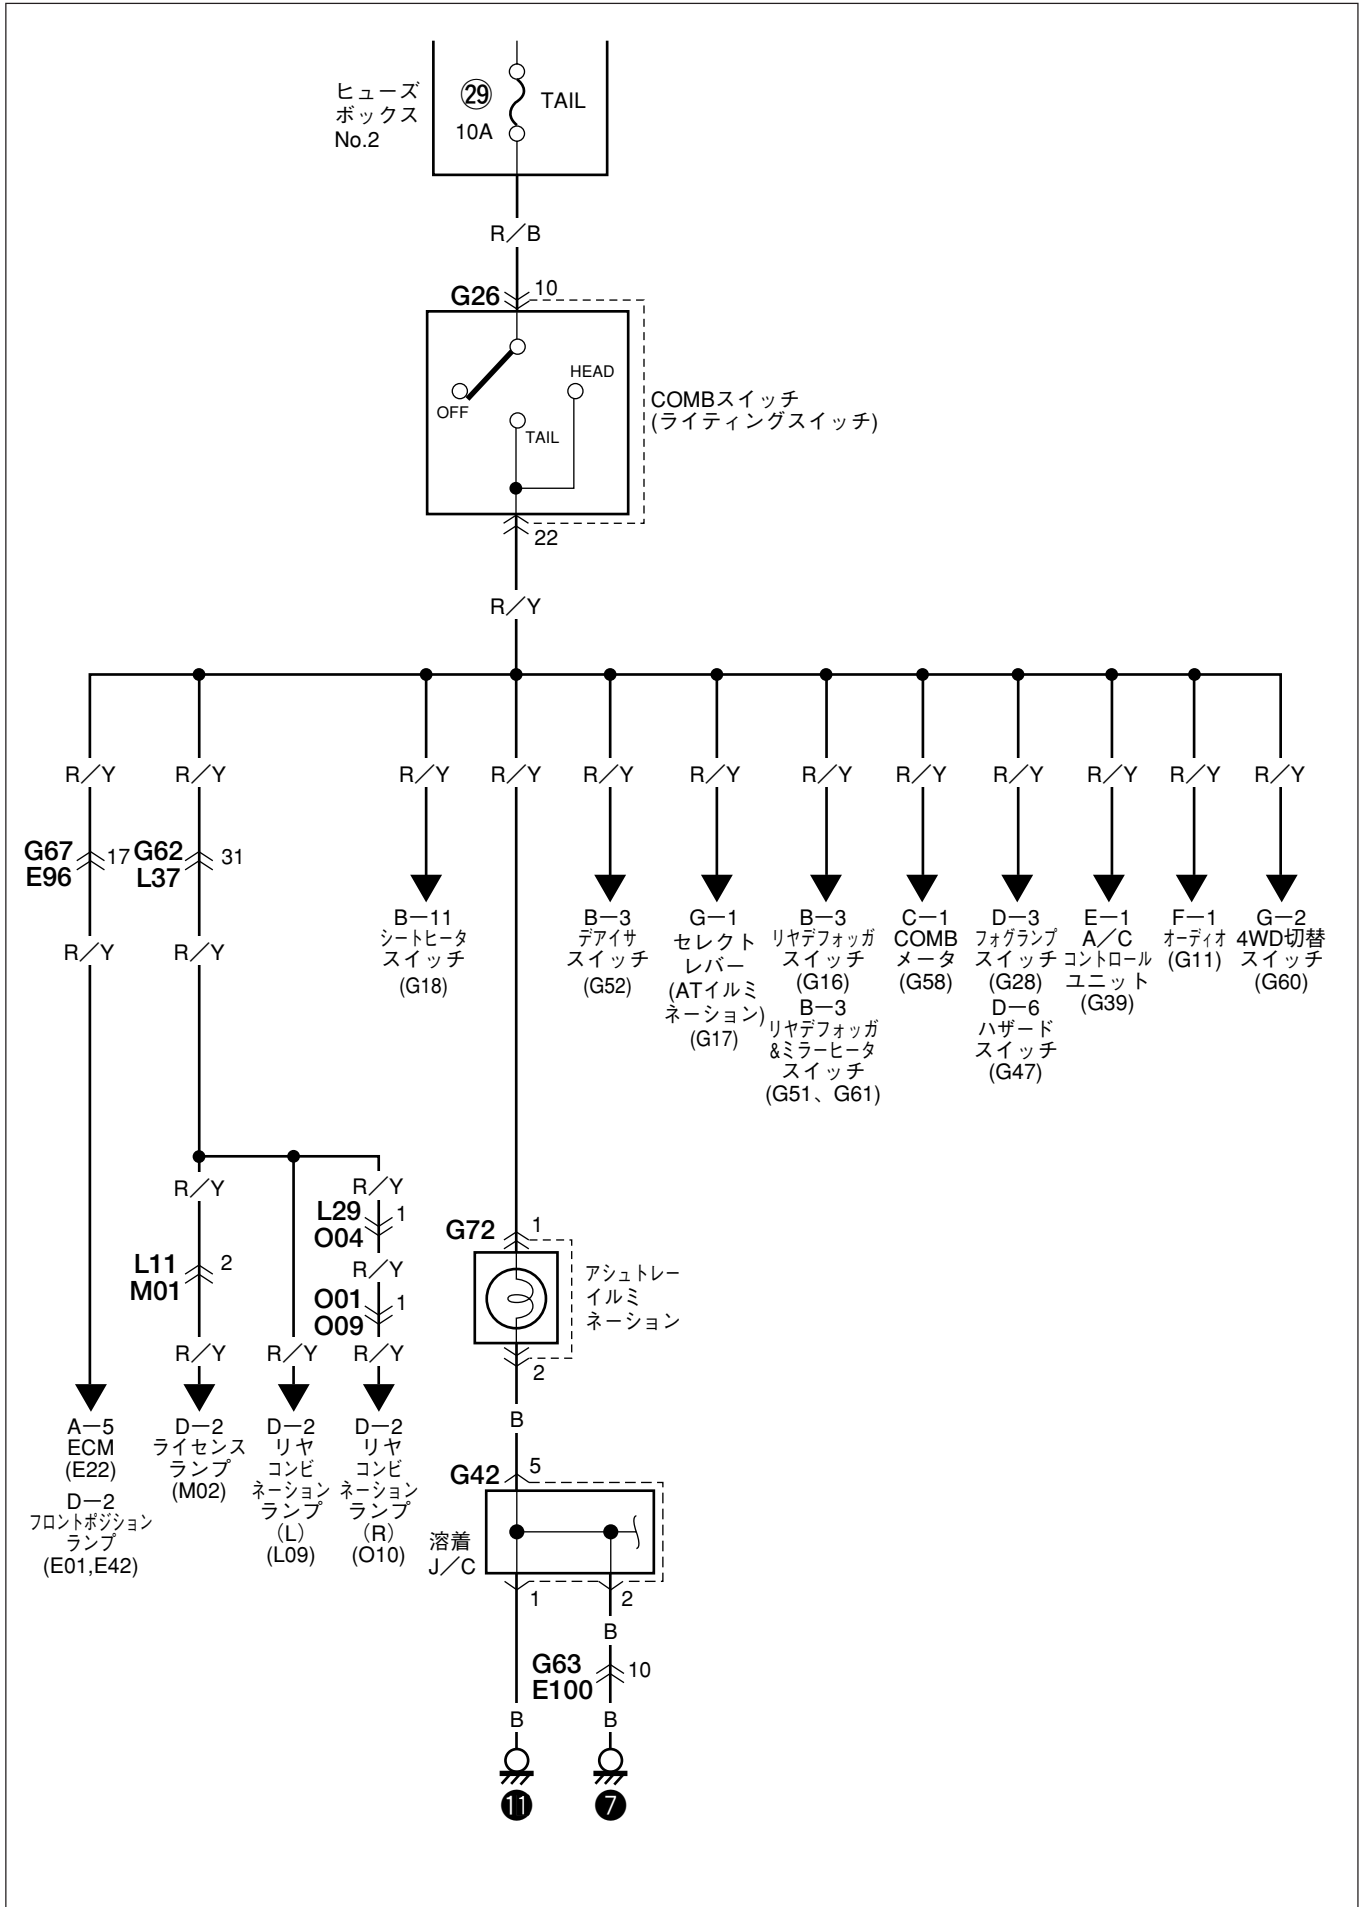 ヒューズ
ボックス
No.2
29
10A
TAIL
R/B
G26
10
OFF
HEAD
TAIL
COMBスイッチ
(ライティングスイッチ)
22
R/Y
R/Y
R/Y
R/Y
R/Y
R/Y
R/Y
R/Y
R/Y
R/Y
R/Y
R/Y
R/Y
G67
E96
17
G62
L37
31
R/Y
R/Y
B−11
シートヒータ
スイッチ
(G18)
B−3
デアイサ
スイッチ
(G52)
G−1
セレクト
レバー
(ATイルミ
ネーション)
(G17)
B−3
リヤデフォッガ
スイッチ
(G16)
B−3
リヤデフォッガ
&ミラーヒータ
スイッチ
(G51、G61)
C−1
COMB
メータ
(G58)
D−3
フォグランプ
スイッチ
(G28)
D−6
ハザード
スイッチ
(G47)
E−1
A/C
コントロール
ユニット
(G39)
F−1
オーディオ
(G11)
G−2
4WD切替
スイッチ
(G60)
R/Y
R/Y
L29
O04
1
L11
M01
2
R/Y
O01
O09
1
R/Y
R/Y
R/Y
G72
1
アシュトレー
イルミ
ネーション
2
A−5
ECM
(E22)
D−2
フロントポジション
ランプ
(E01,E42)
D−2
ライセンス
ランプ
(M02)
D−2
リヤ
コンビ
ネーション
ランプ
(L)
(L09)
D−2
リヤ
コンビ
ネーション
ランプ
(R)
(O10)
B
G42
5
溶着
J/C
1
2
B
G63
E100
10
B
B
11
7